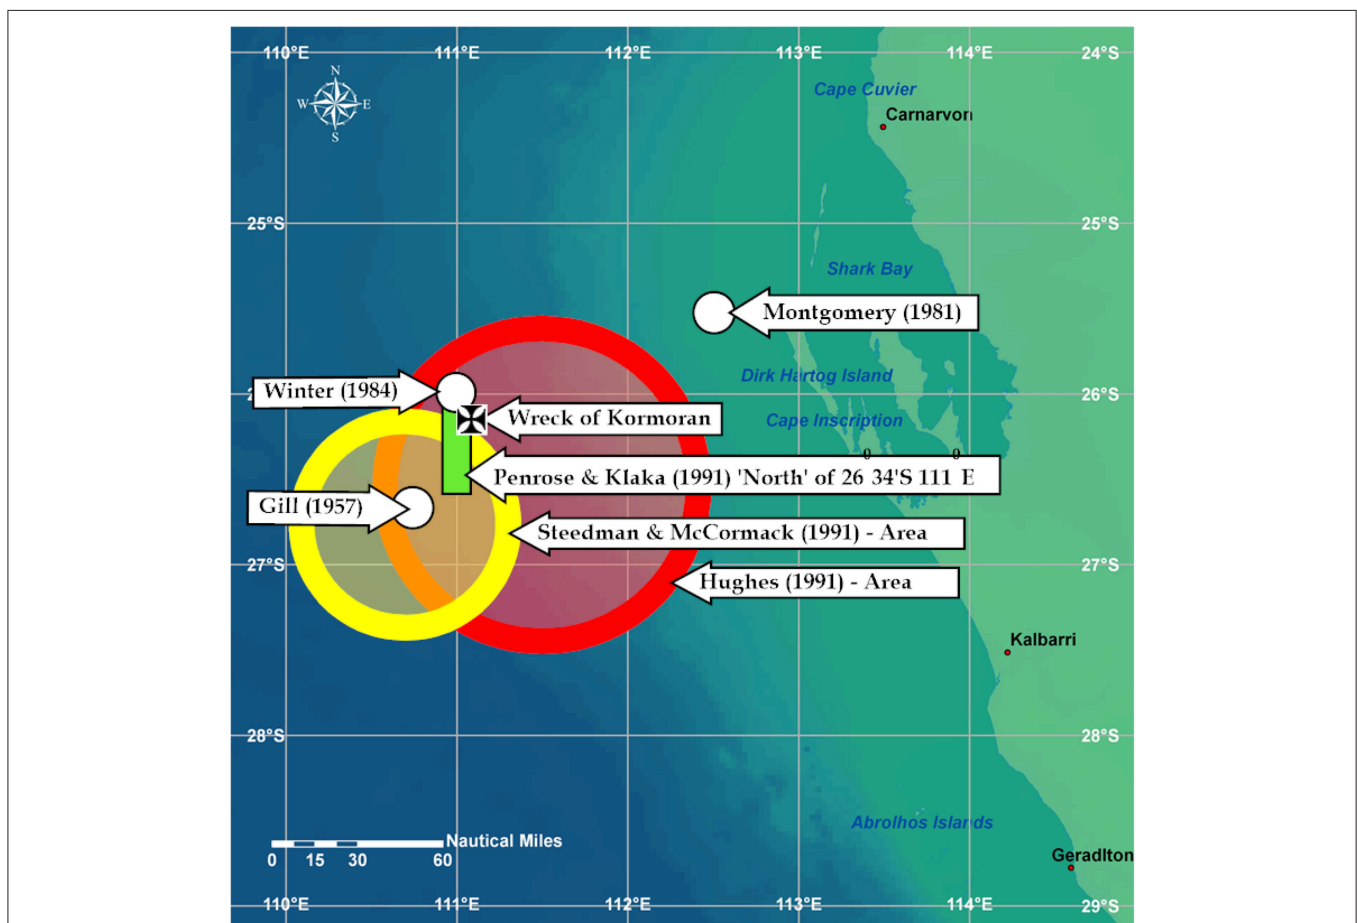 110°E 111°E 112°E 113°E 114°E 24°S
N
W E
S
Cape Cuvier
Carnarvon
25°S 25°S
Shark Bay
Montgomery (1981)
Dirk Hartog Island
Winter (1984) 26°S
Wreck of Kormoran
Cape Inscription
0 0
Penrose & Klaka (1991) 'North' of 26 34'S 111 E
Gill (1957)
Steedman & McCormack (1991) - Area
27°S 27°S
Hughes (1991) - Area
Kalbarri
28°S 28°S
Abrolhos Islands
Nautical Miles
0 15 30 60
Geradlton
110°E 111°E 112°E 113°E 114°E 29°S